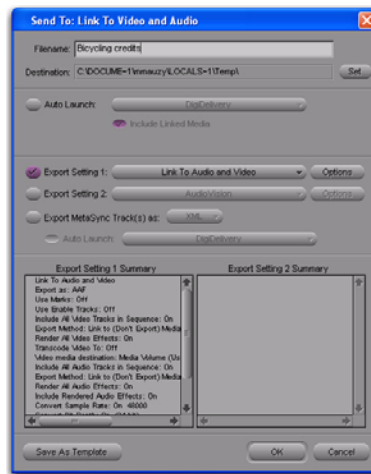 Send To: Link To Video and Audio
Filename: Bicycling credits
Destination: C:\DOCUME~1\mmauzy\LOCALS~1\Temp\ Set
Auto Launch: DigiDelivery
Include Linked Media
Export Setting 1: Link To Audio and Video Options
Export Setting 2: AudioVision Options
Export MetaSync Track(s) as: XML
Auto Launch: DigiDelivery
Export Setting 1 Summary Export Setting 2 Summary
Link To Audio and Video
Export as: AAF
Use Marks: Off
Use Enable Tracks: Off
Include All Video Tracks in Sequence: On
Export Method: Link to (Don't Export) Media
Render All Video Effects: On
Transcode Video To: Off
Video media destination: Media Volume (Us
Include All Audio Tracks in Sequence: On
Export Method: Link to (Don't Export) Media
Render All Audio Effects: On
Include Rendered Audio Effects: On
Convert Sample Rate: On 48000
Save As Template OK Cancel